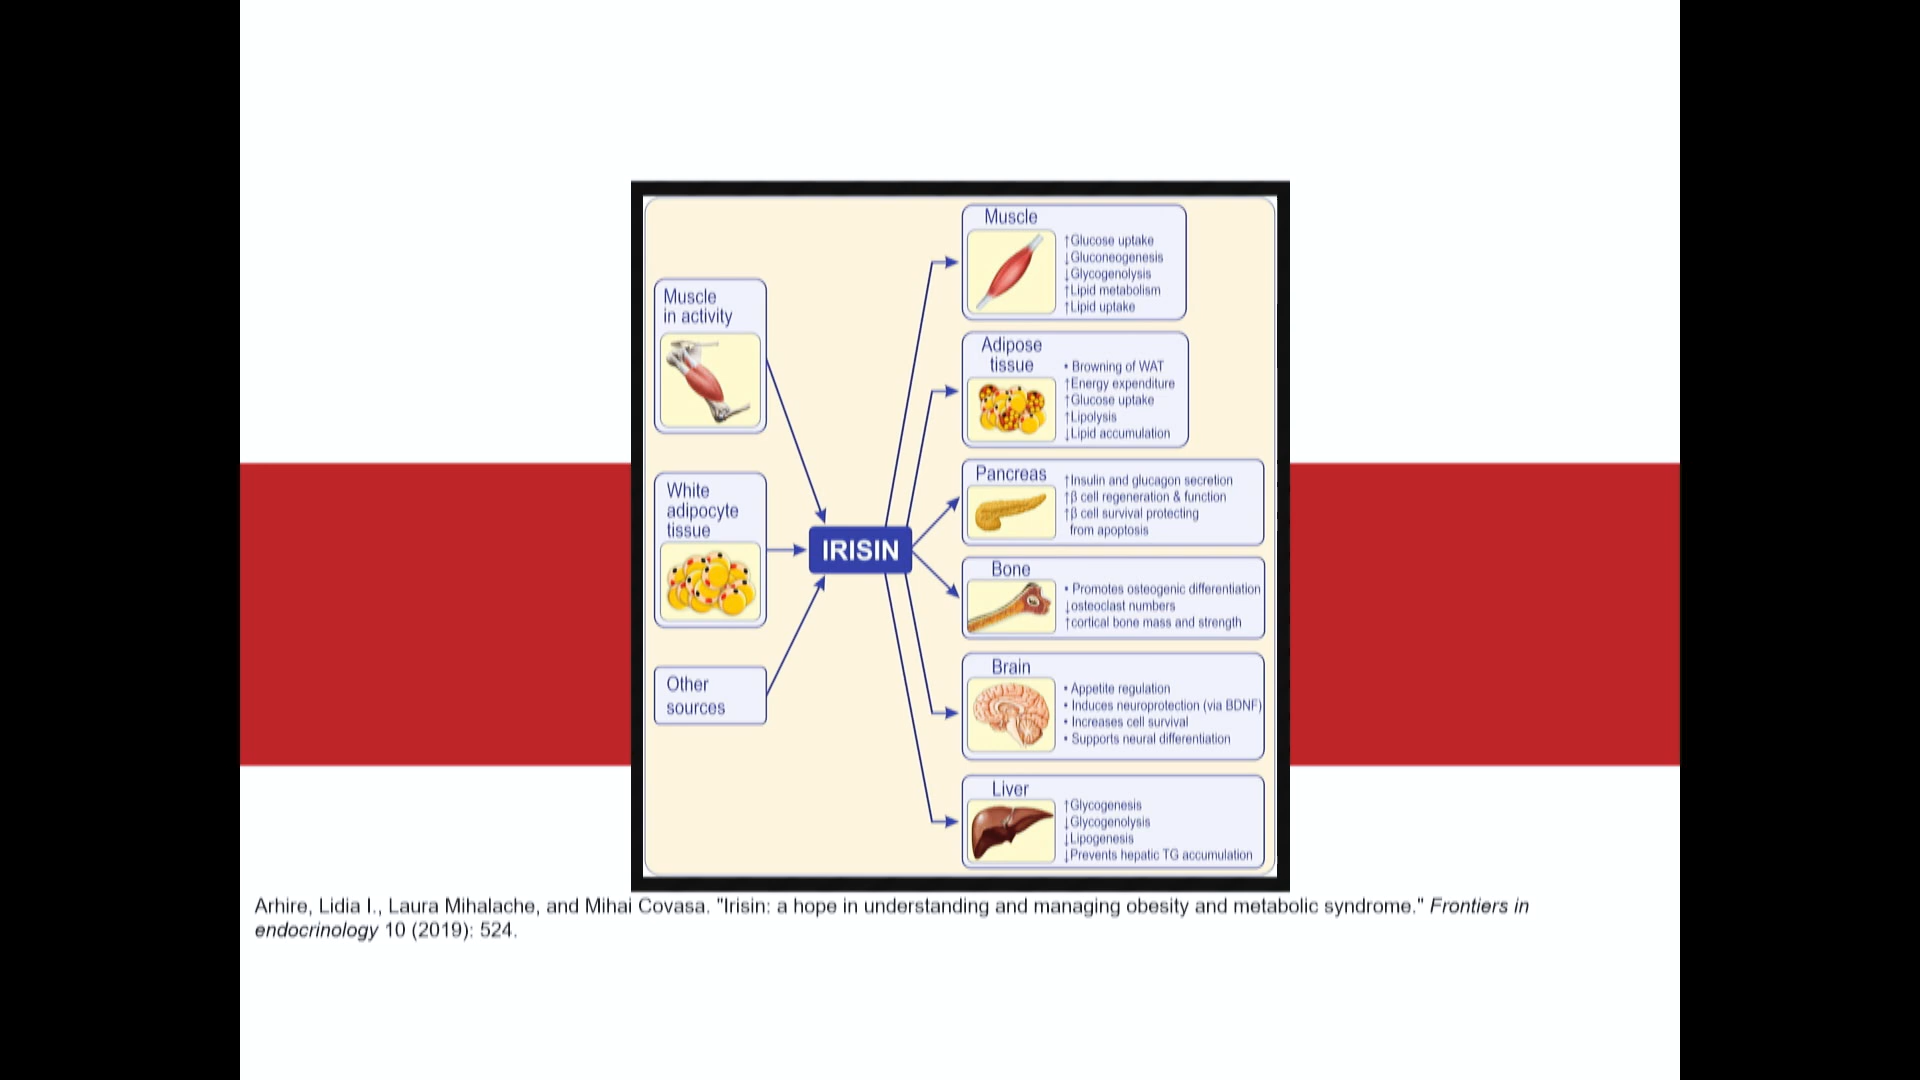 Muscle
in activity
White
adipocyte
tissue
Other
sources
IRISIN
Muscle
↑Glucose uptake
↓Gluconeogenesis
↓Glycogenolysis
↑Lipid metabolism
↑Lipid uptake
Adipose
tissue
• Browning of WAT
↑Energy expenditure
↑Glucose uptake
↑Lipolysis
↓Lipid accumulation
Pancreas
↑Insulin and glucagon secretion
↑β cell regeneration & function
↑β cell survival protecting
from apoptosis
Bone
• Promotes osteogenic differentiation
↓osteoclast numbers
↑cortical bone mass and strength
Brain
• Appetite regulation
• Induces neuroprotection (via BDNF)
• Increases cell survival
• Supports neural differentiation
Liver
↑Glycogenesis
↓Glycogenolysis
↓Lipogenesis
↓Prevents hepatic TG accumulation
Arhire, Lidia I., Laura Mihalache, and Mihai Covasa. "Irisin: a hope in understanding and managing obesity and metabolic syndrome." Frontiers in
endocrinology 10 (2019): 524.